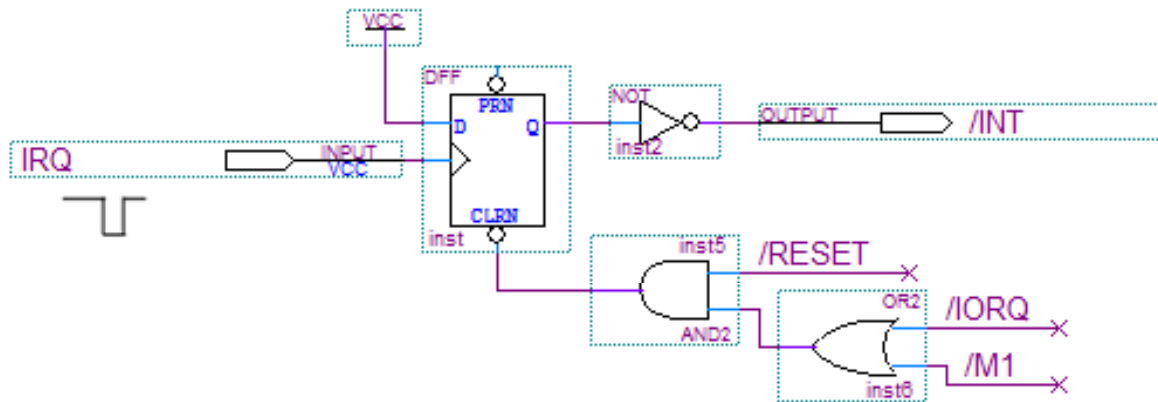 VCC
DFF
PRN
D Q
NOT
inst2
OUTPUT /INT
IRQ INPUT
VCC
CLRN
inst
inst5
/RESET
AND2
OR2
/IORQ
/M1
inst6